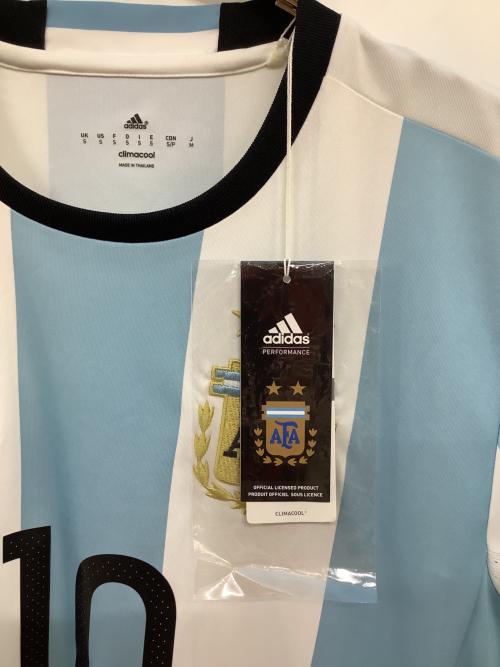 adidas
UK US F D I E CDN J
S S S S S S S/P M
climacool
MADE IN THAILAND
adidas
PERFORMANCE
AFA
OFFICIAL LICENSED PRODUCT
PRODUIT OFFICIEL SOUS LICENCE
CLIMACOOL®
10